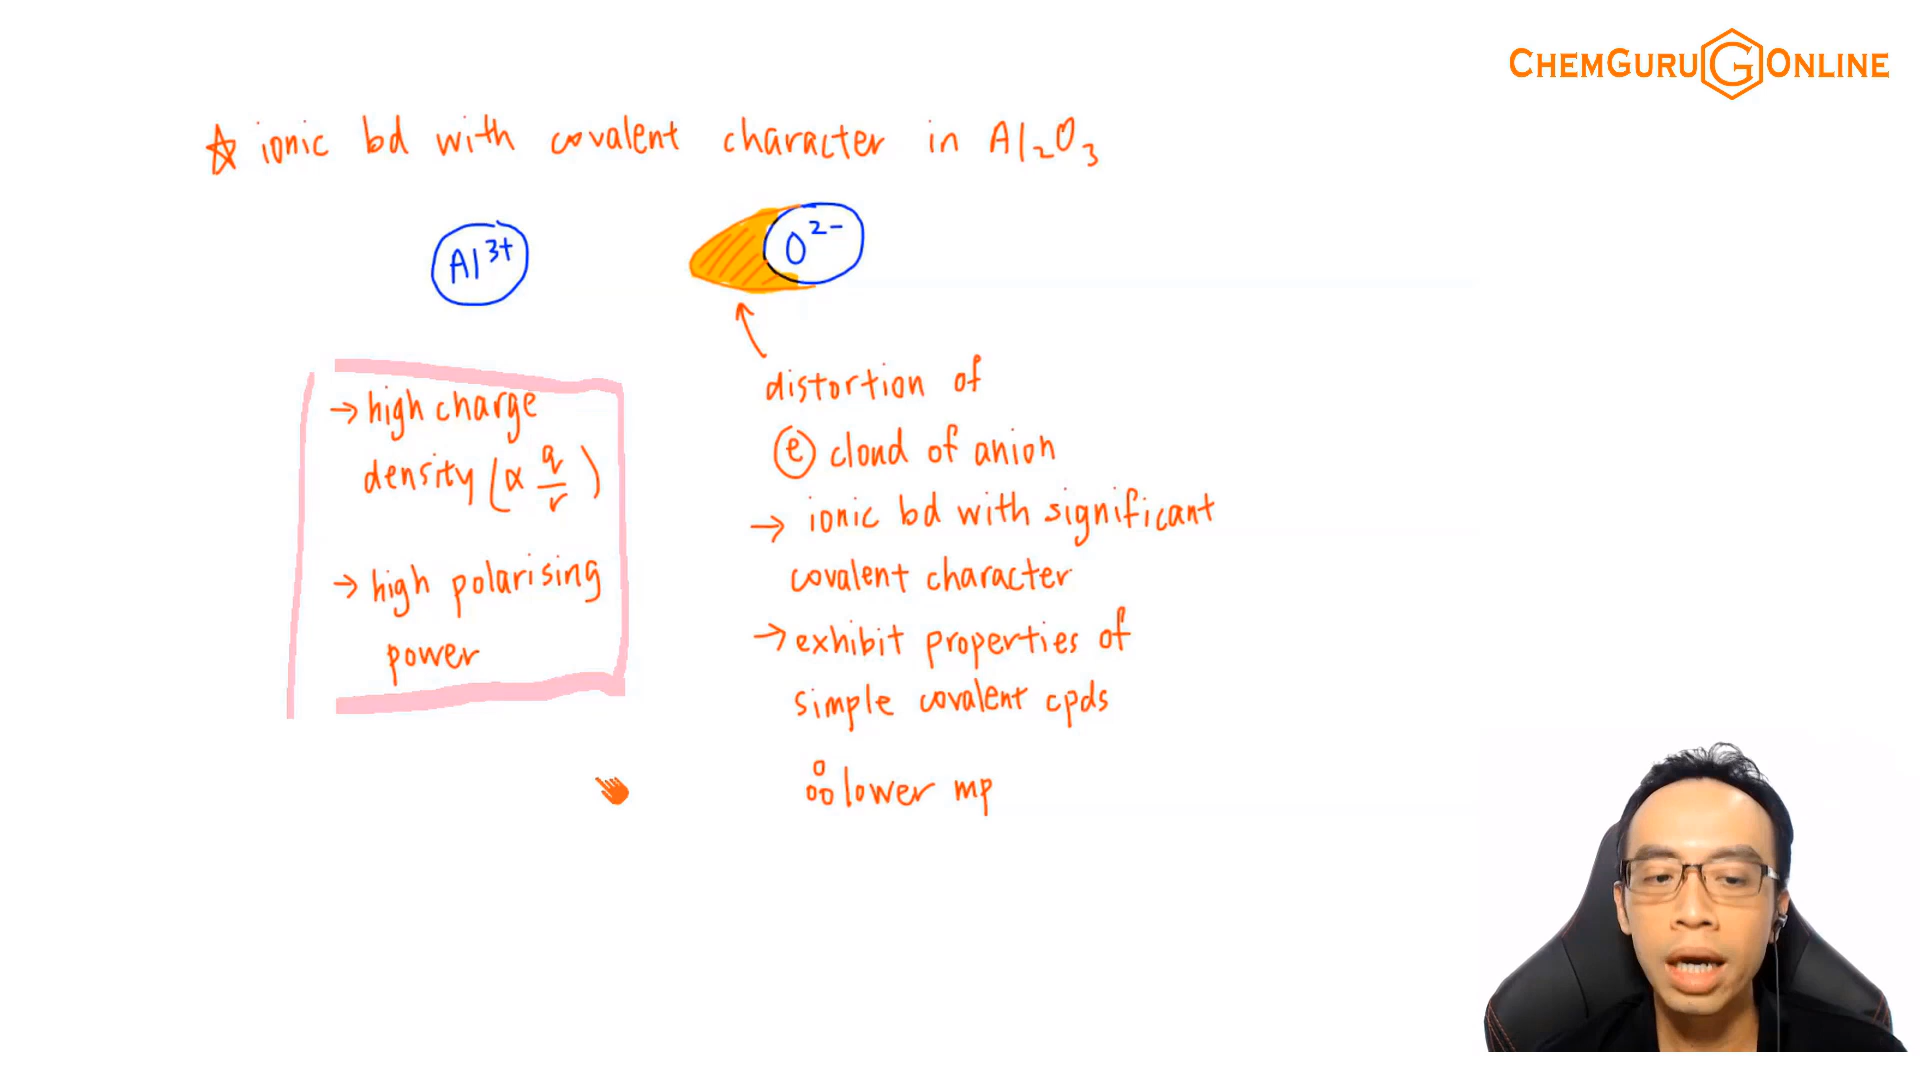 CHEMGURU G ONLINE
☆ ionic bd with covalent character in Al₂O₃
Al³⁺
O²⁻
→ high charge
density (α q/r)
→ high polarising
power
distortion of
ⓔ cloud of anion
→ ionic bd with significant
covalent character
→ exhibit properties of
simple covalent cpds
∴ lower mp